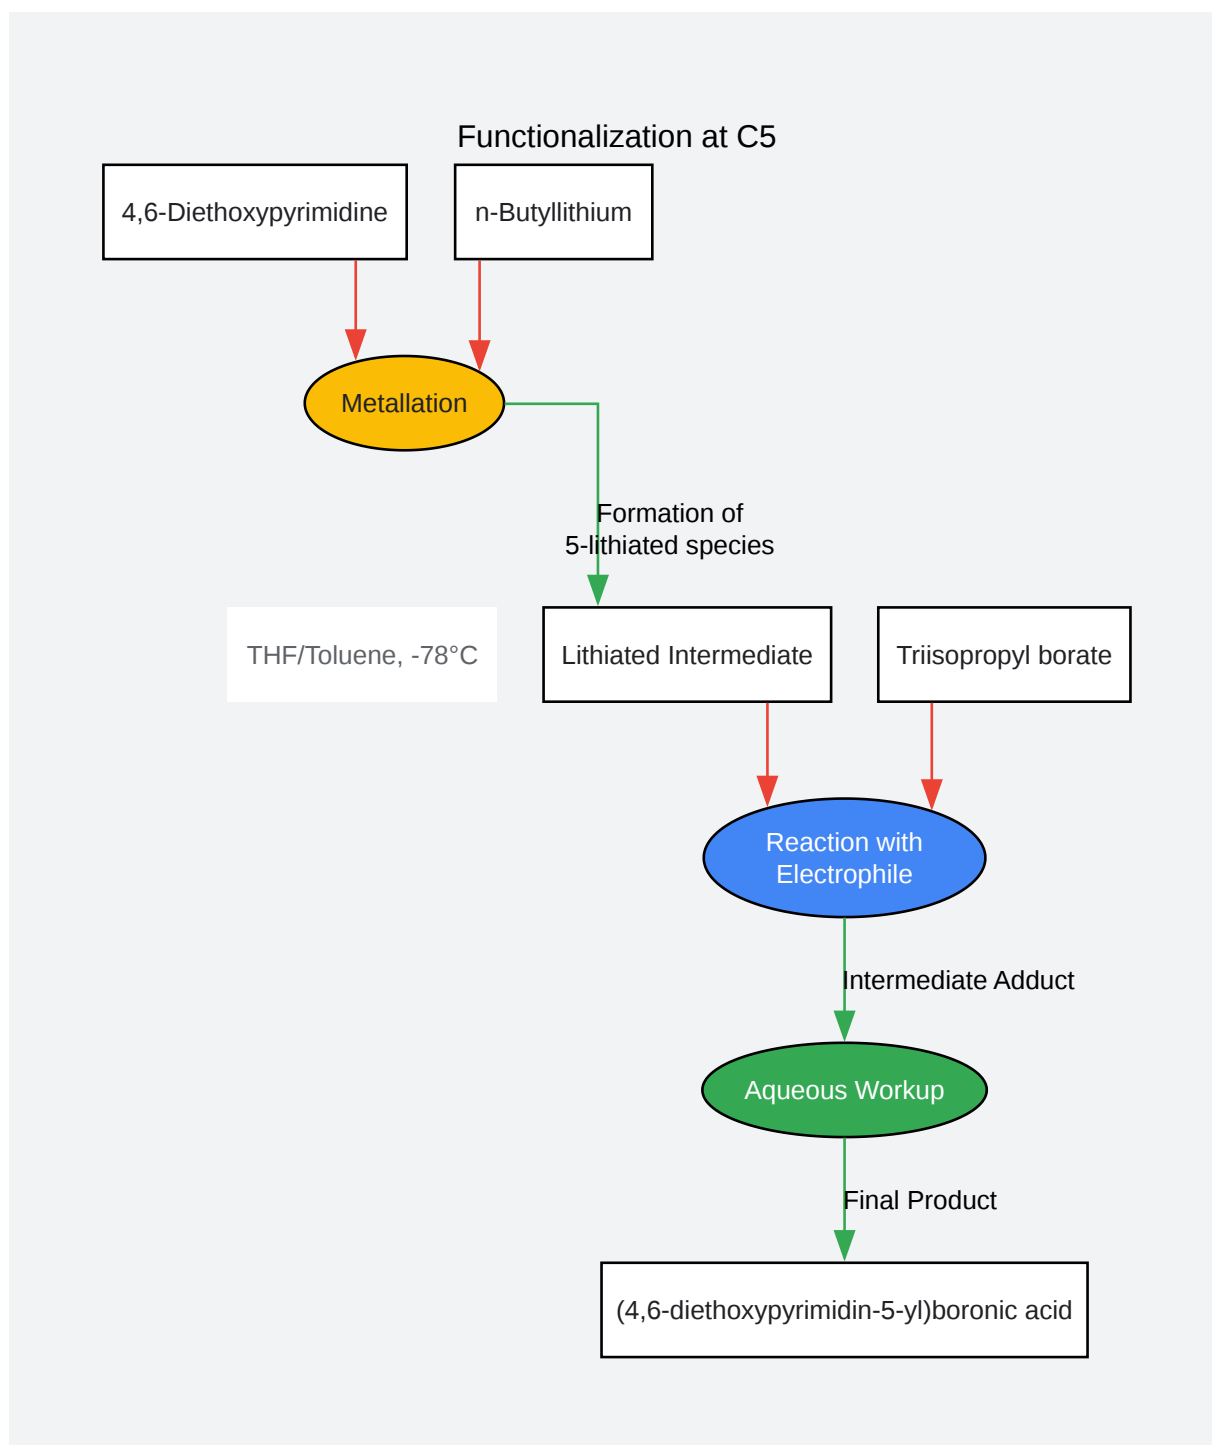 Functionalization at C5
4,6-Diethoxypyrimidine
n-Butyllithium
Metallation
Formation of
5-lithiated species
THF/Toluene, -78°C
Lithiated Intermediate
Triisopropyl borate
Reaction with
Electrophile
Intermediate Adduct
Aqueous Workup
Final Product
(4,6-diethoxypyrimidin-5-yl)boronic acid